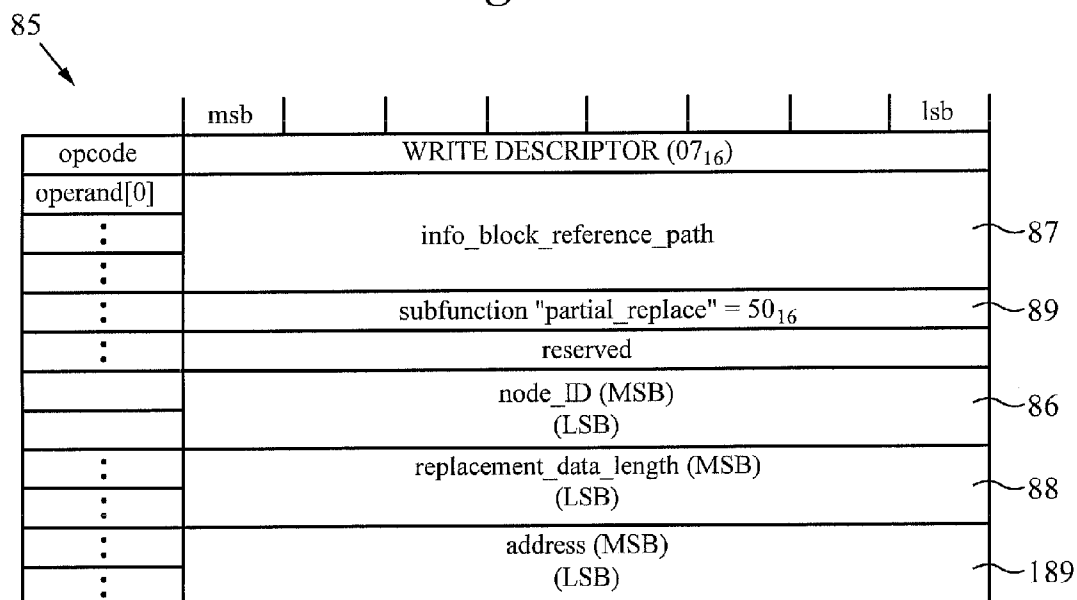 85
msb lsb
opcode WRITE DESCRIPTOR (07₁₆)
operand[0]
info_block_reference_path 87
subfunction "partial_replace" = 50₁₆ 89
reserved
node_ID (MSB) 86
(LSB)
replacement_data_length (MSB)
(LSB) 88
address (MSB)
(LSB) 189